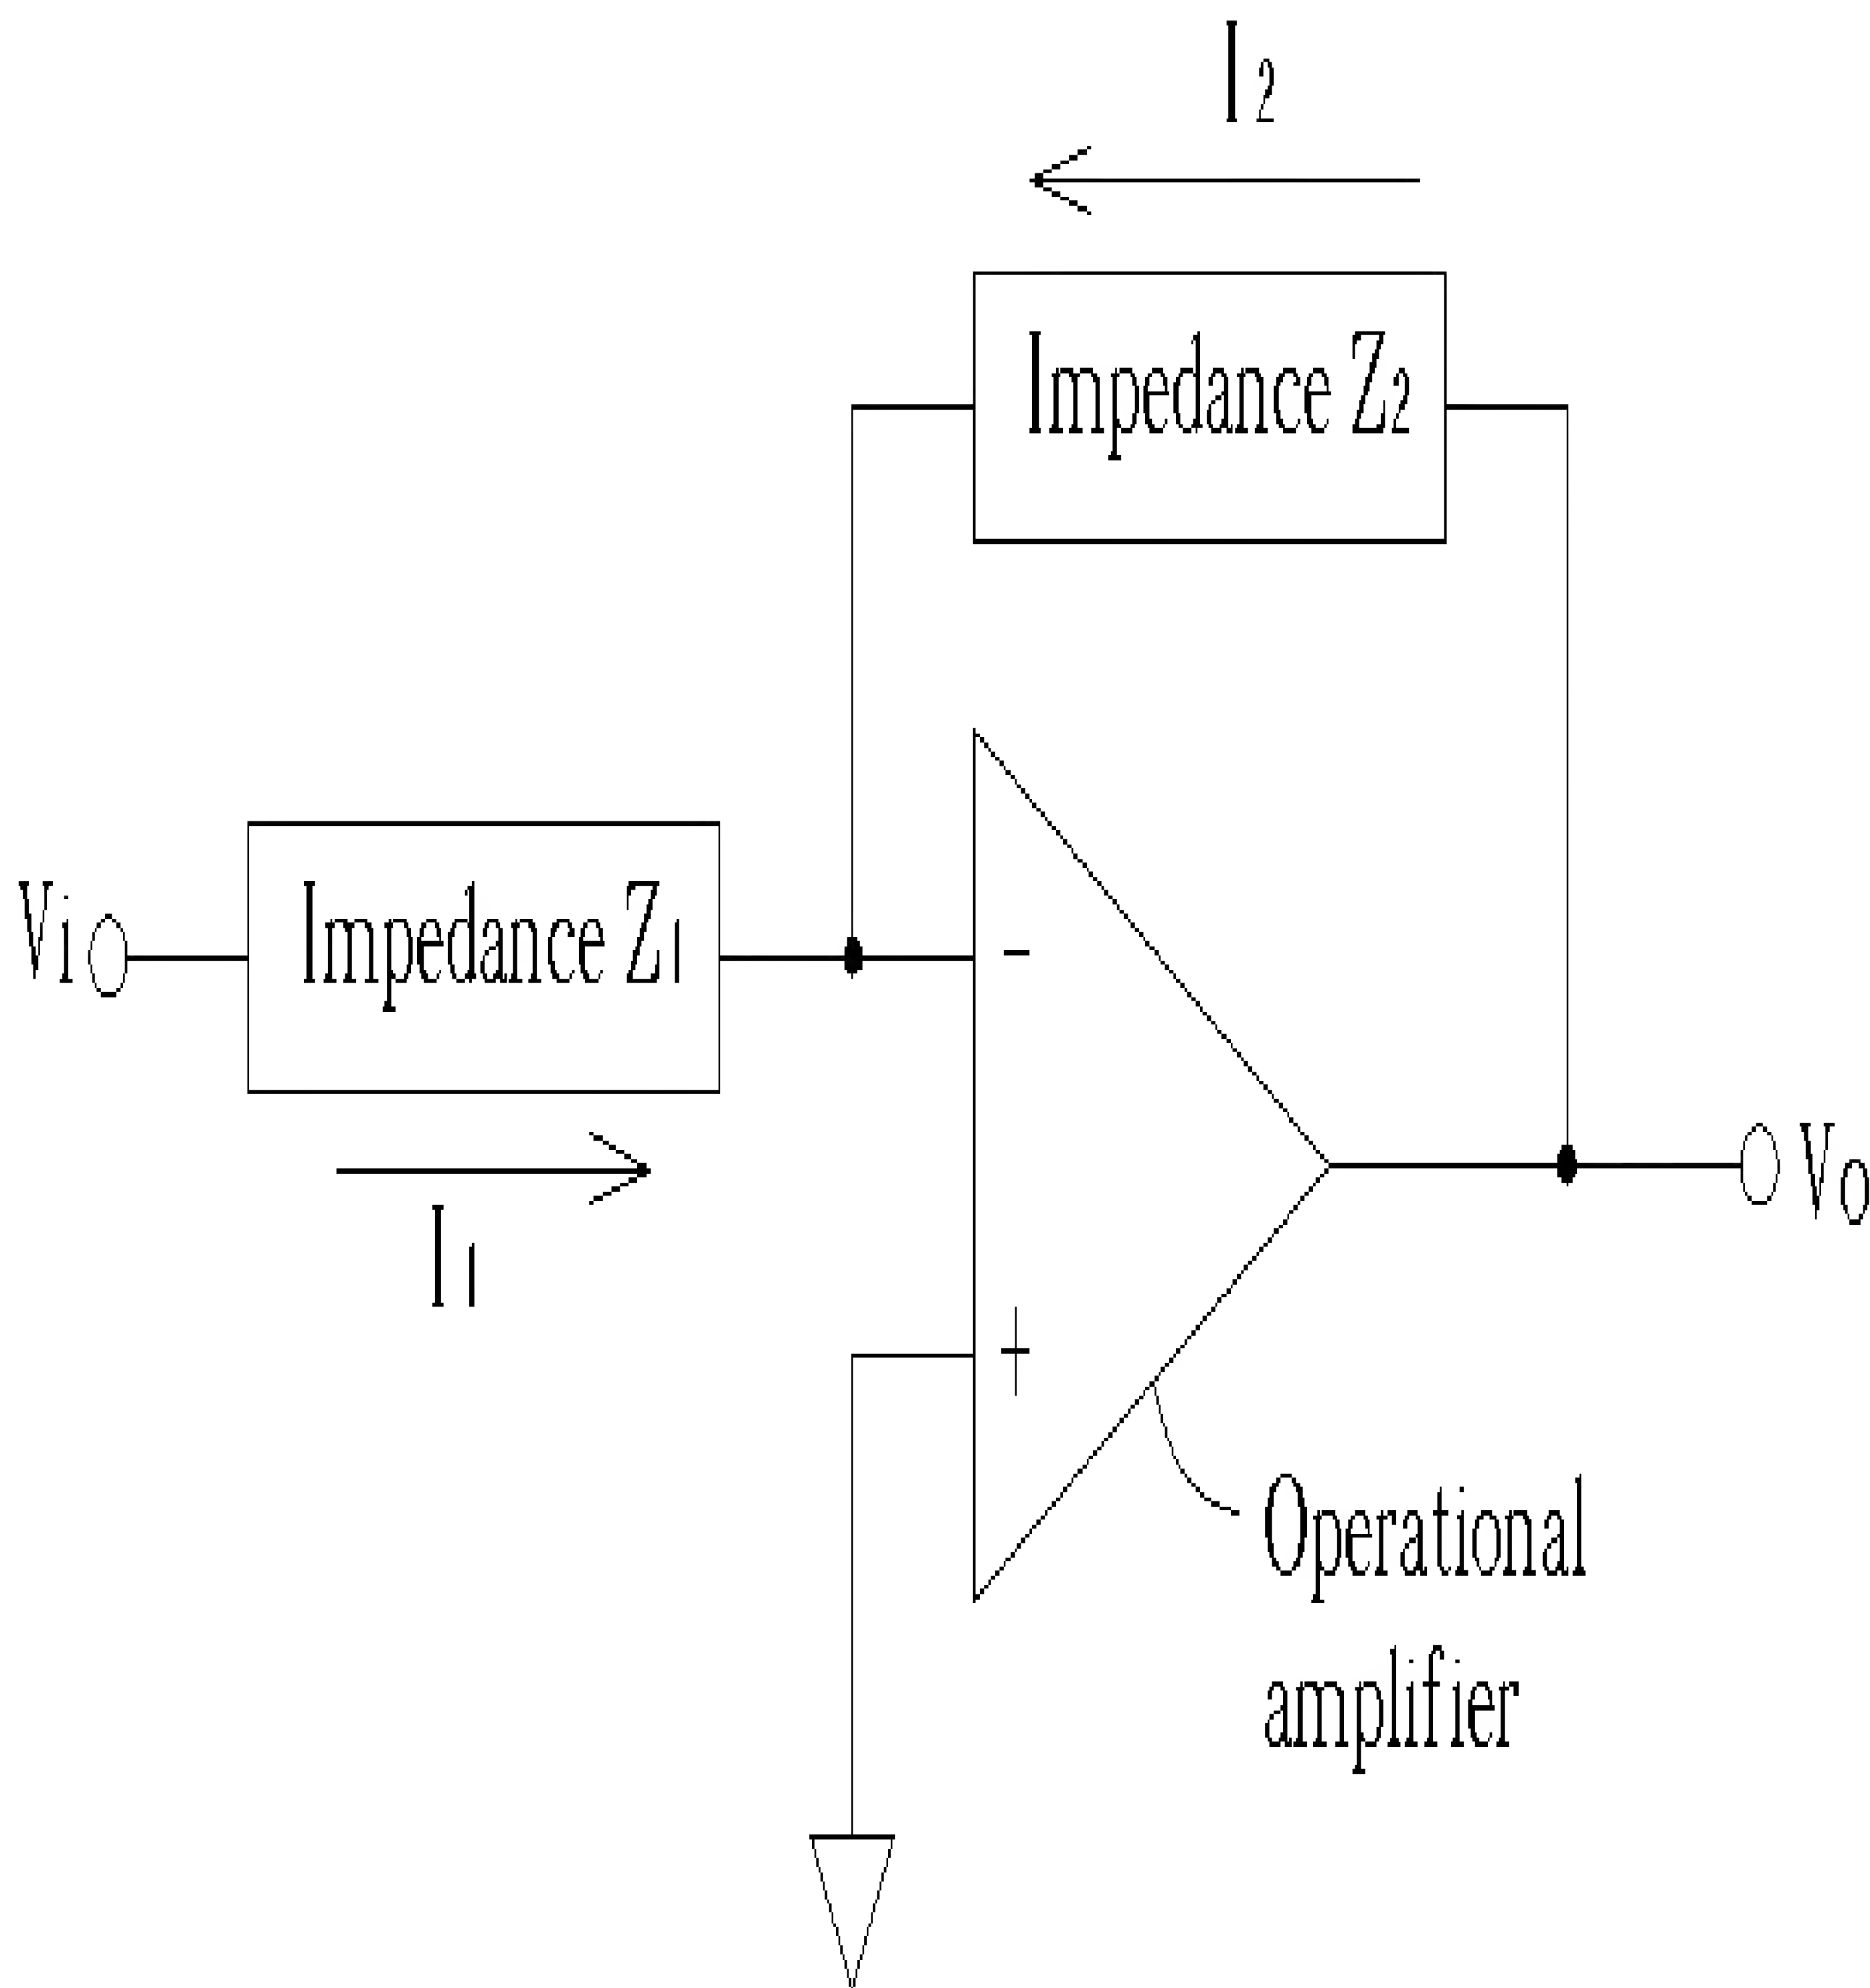 I2
Impedance Z2
Vi
Impedance Z1
-
I1
Vo
+
Operational
amplifier